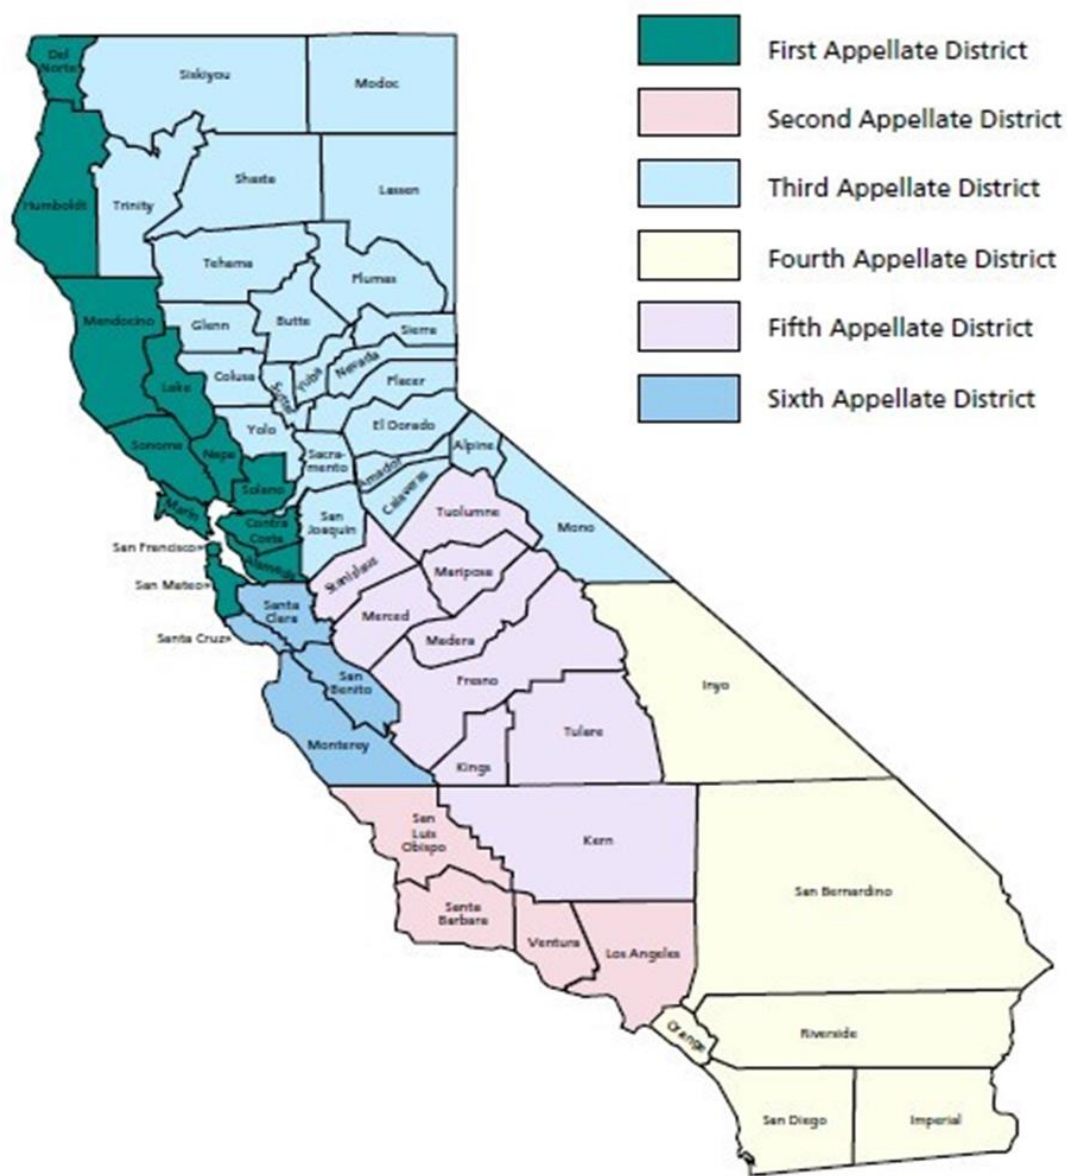 First Appellate District
Second Appellate District
Third Appellate District
Fourth Appellate District
Fifth Appellate District
Sixth Appellate District
Del
Norte
Siskiyou
Modoc
Humboldt
Trinity
Shasta
Lassen
Tehama
Plumas
Mendocino
Glenn
Butte
Sierra
Lake
Colusa
Sutter
Yuba
Nevada
Placer
Sonoma
Napa
Yolo
El Dorado
Sacra-
mento
Amador
Alpine
Solano
Calaveras
Marin
Contra
Costa
San
Joaquin
Tuolumne
Mono
San Francisco
Alameda
San Mateo
Stanislaus
Mariposa
Santa
Clara
Merced
Santa Cruz
Madera
San
Benito
Fresno
Inyo
Monterey
Kings
Tulare
San
Luis
Obispo
Kern
San Bernardino
Santa
Barbara
Ventura
Los Angeles
Orange
Riverside
San Diego
Imperial